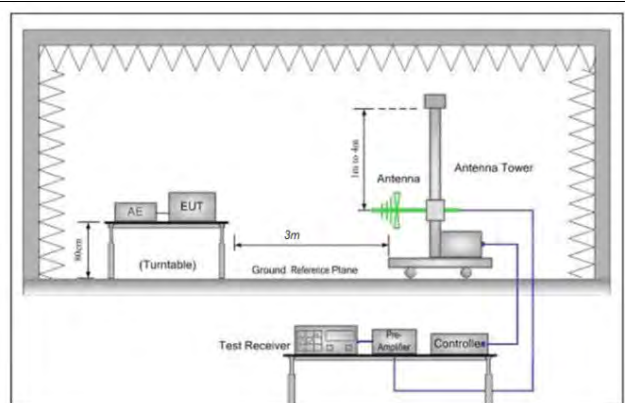 1m to 4m
Antenna
Antenna Tower
AE
EUT
80cm
(Turntable)
3m
Ground Reference Plane
Test Receiver
Pre-
Amplifier
Controller